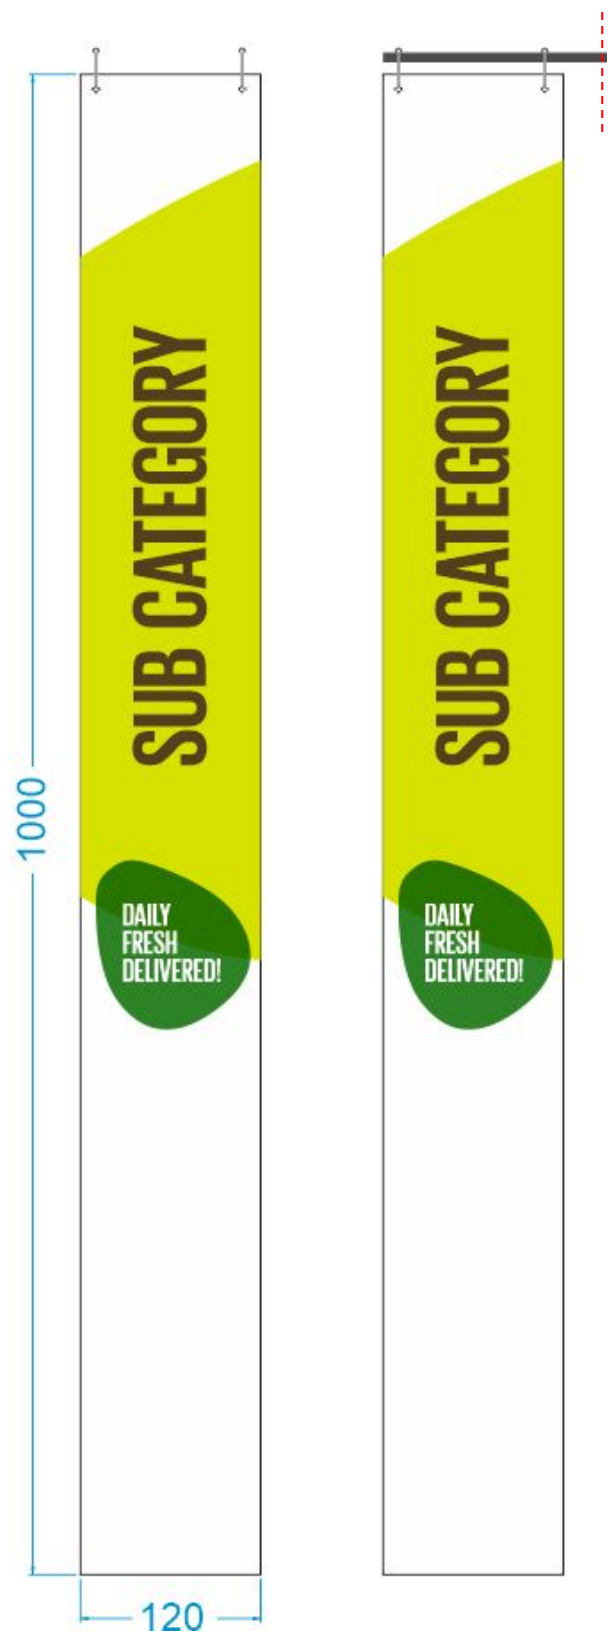 SUB CATEGORY
DAILY
FRESH
DELIVERED!
1000
120
SUB CATEGORY
DAILY
FRESH
DELIVERED!